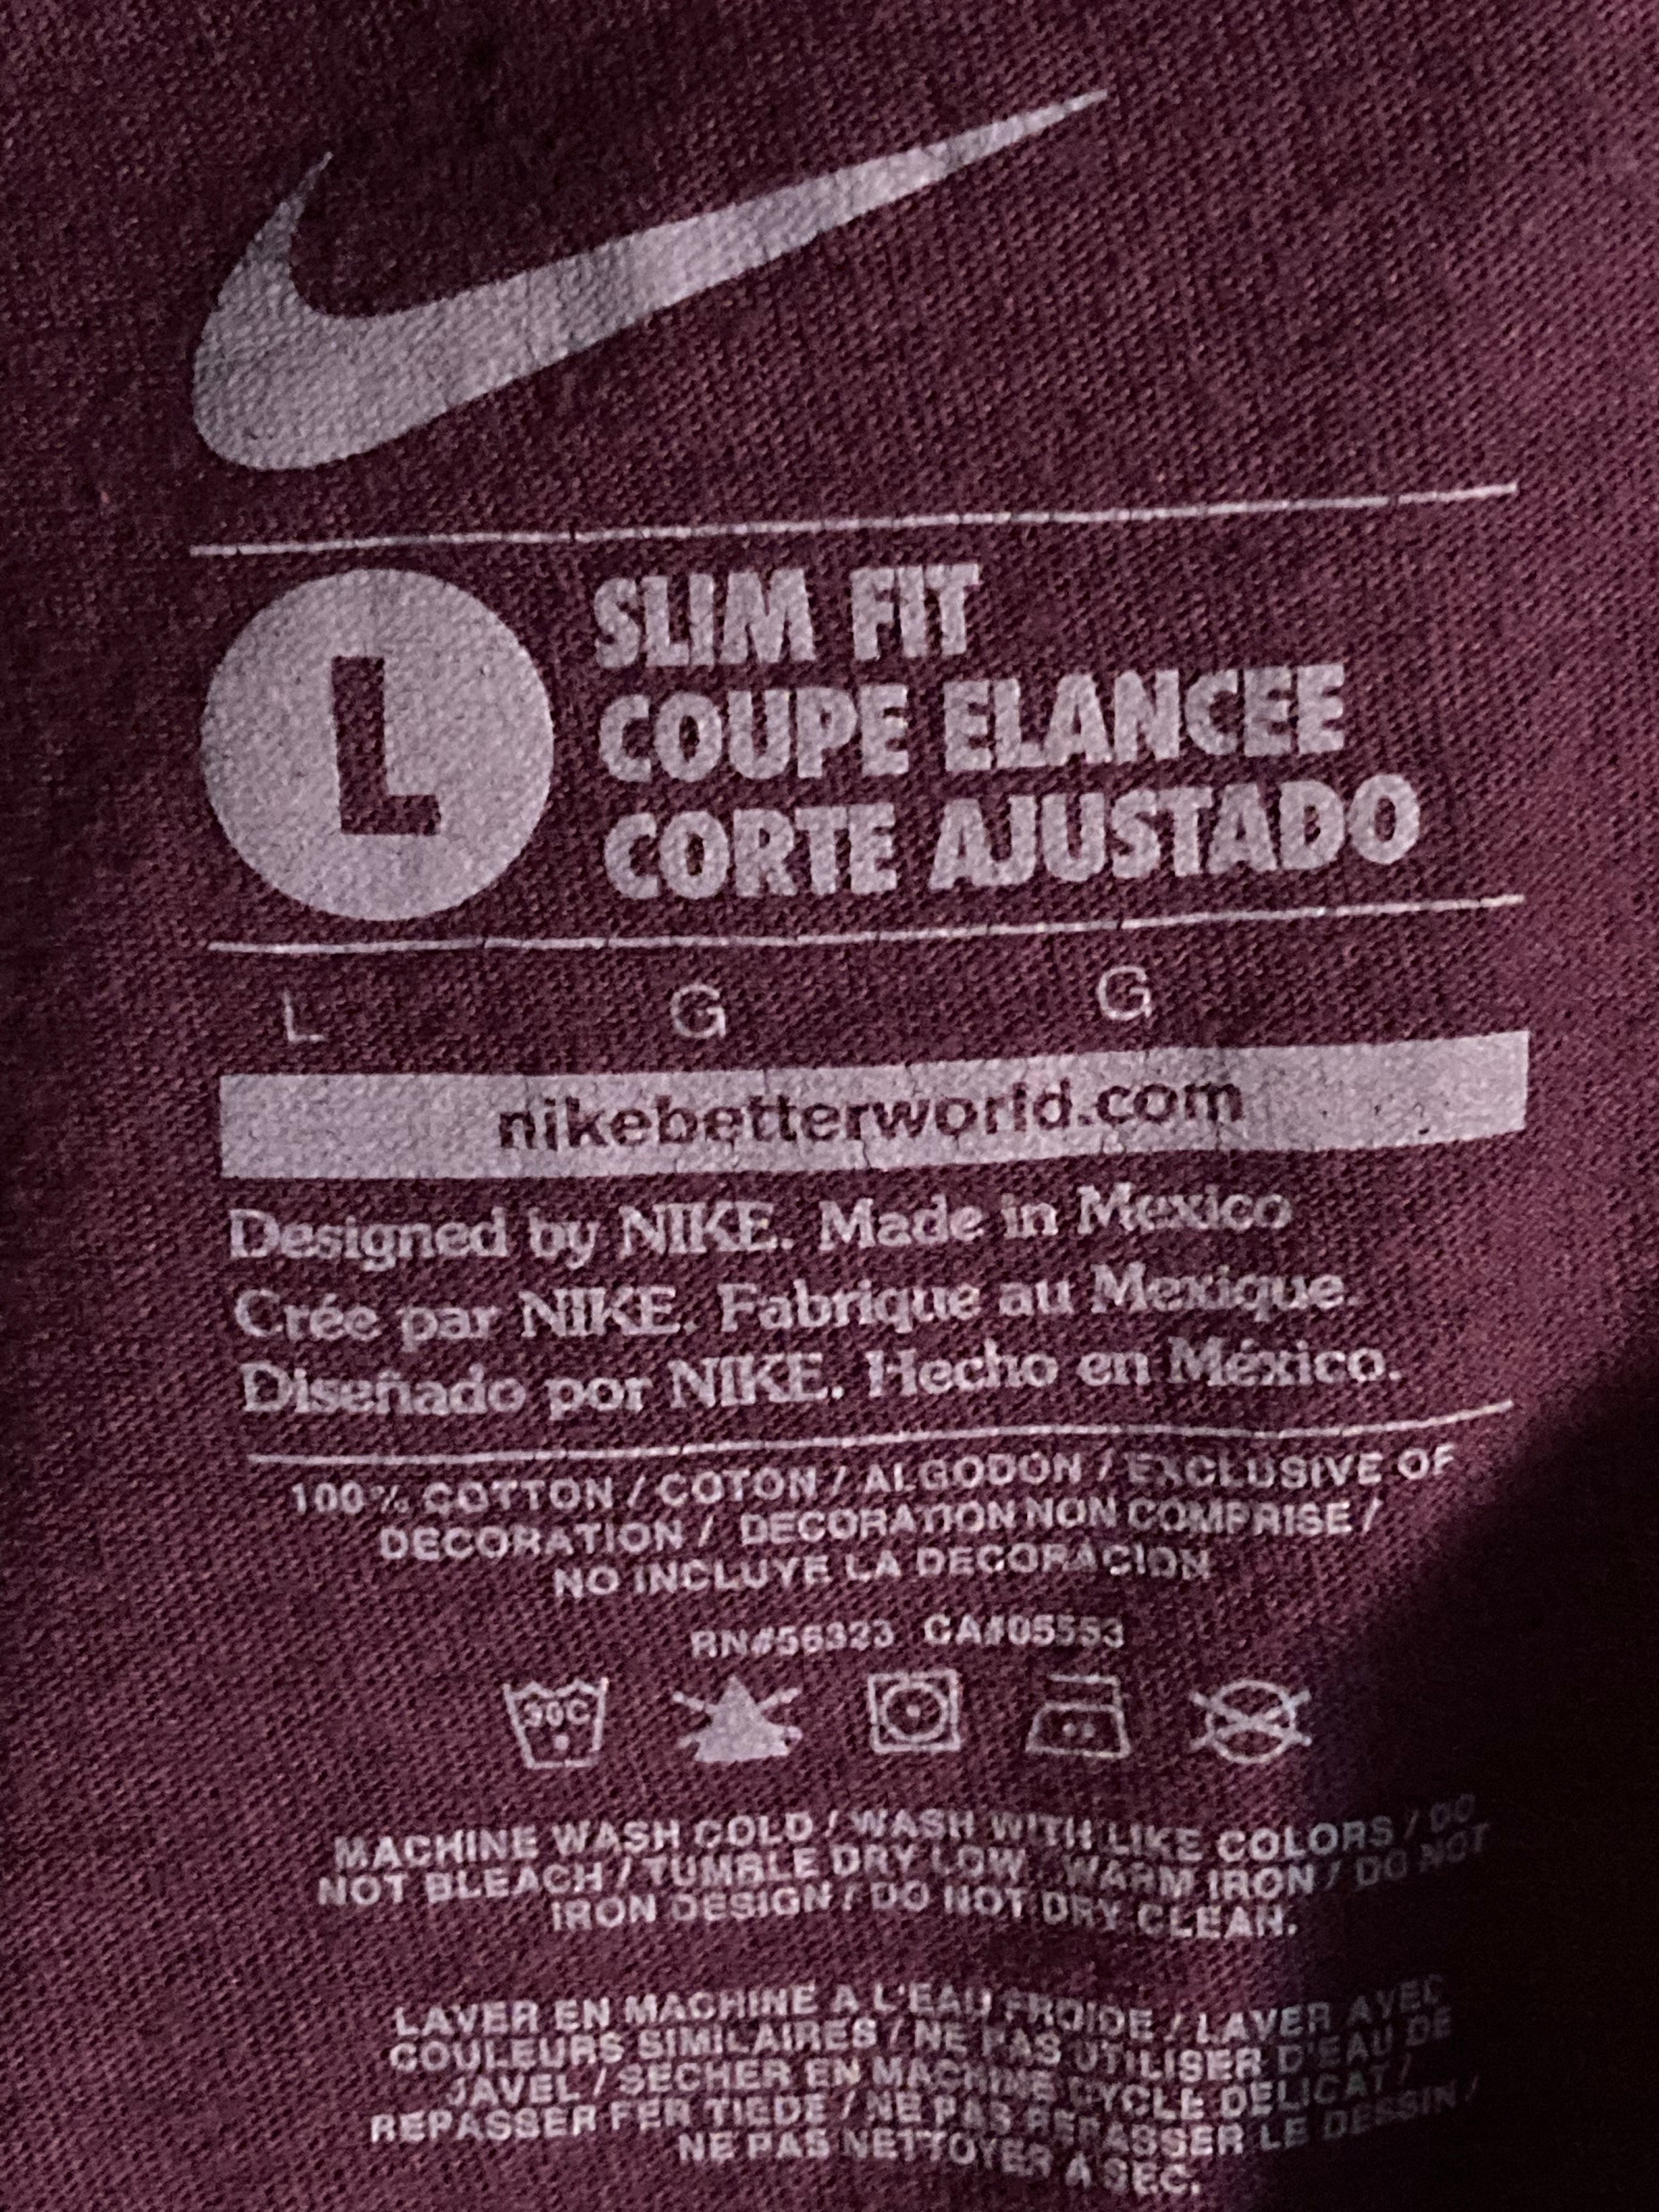 L
SLIM FIT
COUPE ELANCEE
CORTE AJUSTADO
L G G
nikebetterworld.com
Designed by NIKE. Made in Mexico
Crée par NIKE. Fabrique au Mexique.
Diseñado por NIKE. Hecho en México.
100% COTTON / COTON / ALGODON / EXCLUSIVE OF
DECORATION / DECORATION NON COMPRISE /
NO INCLUYE LA DECORACION
RN#56323 CA#05553
30C
MACHINE WASH COLD / WASH WITH LIKE COLORS / DO
NOT BLEACH / TUMBLE DRY LOW / WARM IRON / DO NOT
IRON DESIGN / DO NOT DRY CLEAN.
LAVER EN MACHINE A L'EAU FROIDE / LAVER AVEC
COULEURS SIMILAIRES / NE PAS UTILISER D'EAU DE
JAVEL / SECHER EN MACHINE CYCLE DELICAT /
REPASSER FER TIEDE / NE PAS REPASSER LE DESSIN /
NE PAS NETTOYER A SEC.